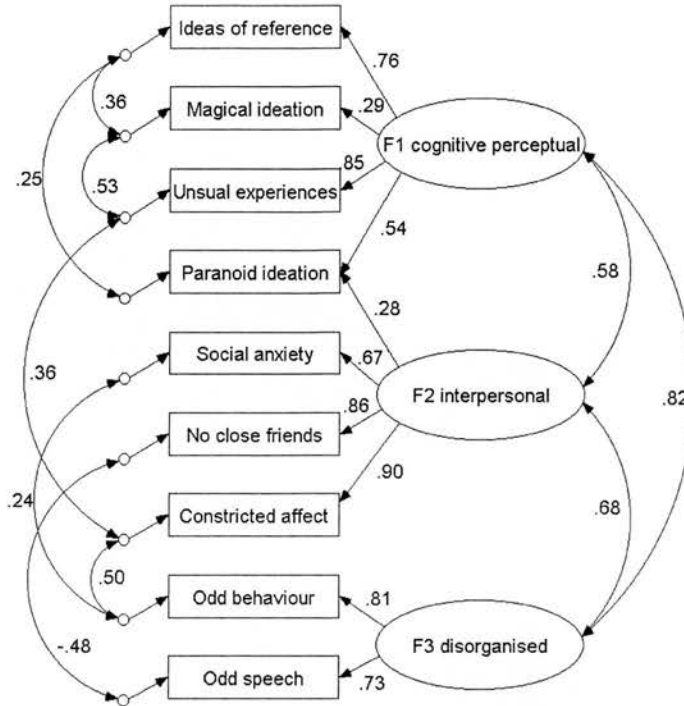 Ideas of reference
.76
.36
Magical ideation
.29
F1 cognitive perceptual
.25
.53
Unsual experiences
.85
.54
Paranoid ideation
.58
.28
Social anxiety
.67
.36
F2 interpersonal
.82
No close friends
.86
.90
.24
Constricted affect
.68
.50
Odd behaviour
.81
-.48
F3 disorganised
Odd speech
.73